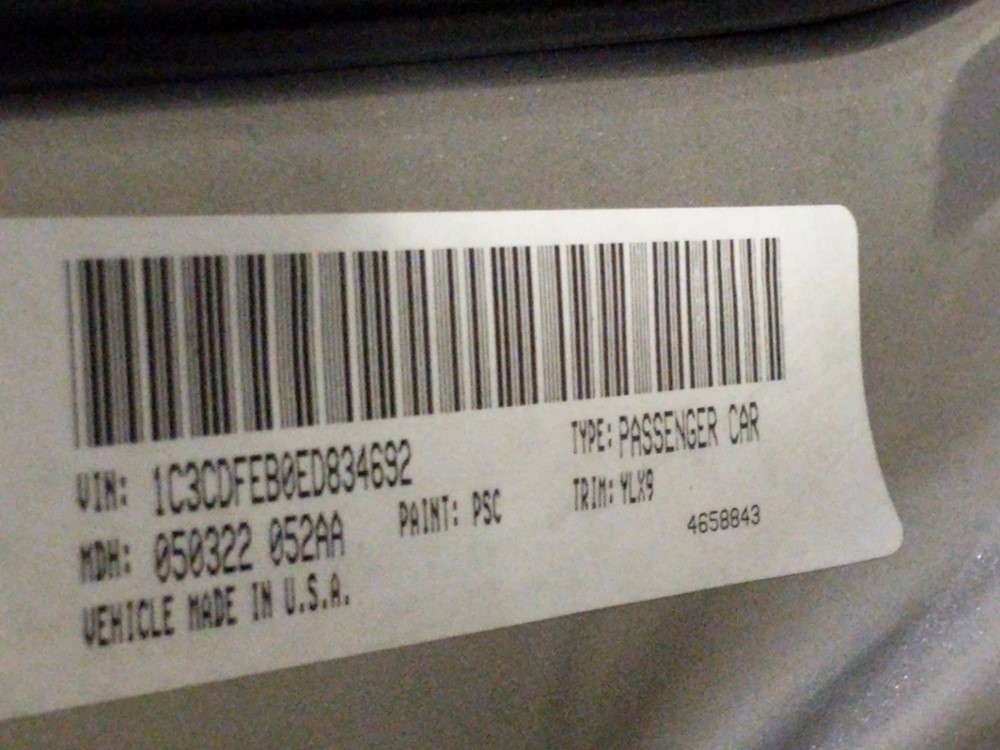 VIN: 1C3CDFEB0ED834692
TYPE: PASSENGER CAR
MDH: 050322 052AA
PAINT: PSC
TRIM: YLX9
VEHICLE MADE IN U.S.A.
4658843